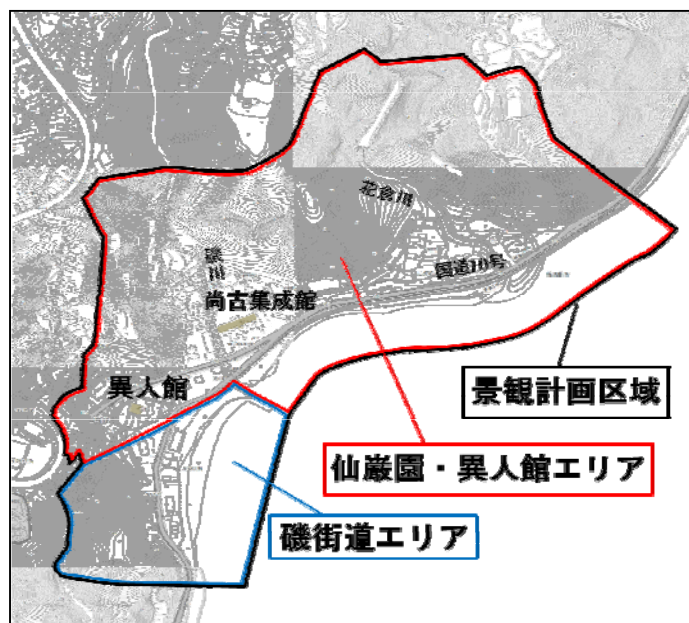 花倉川
国道10号
磯川
尚古集成館
異人館
景観計画区域
仙巌園・異人館エリア
磯街道エリア